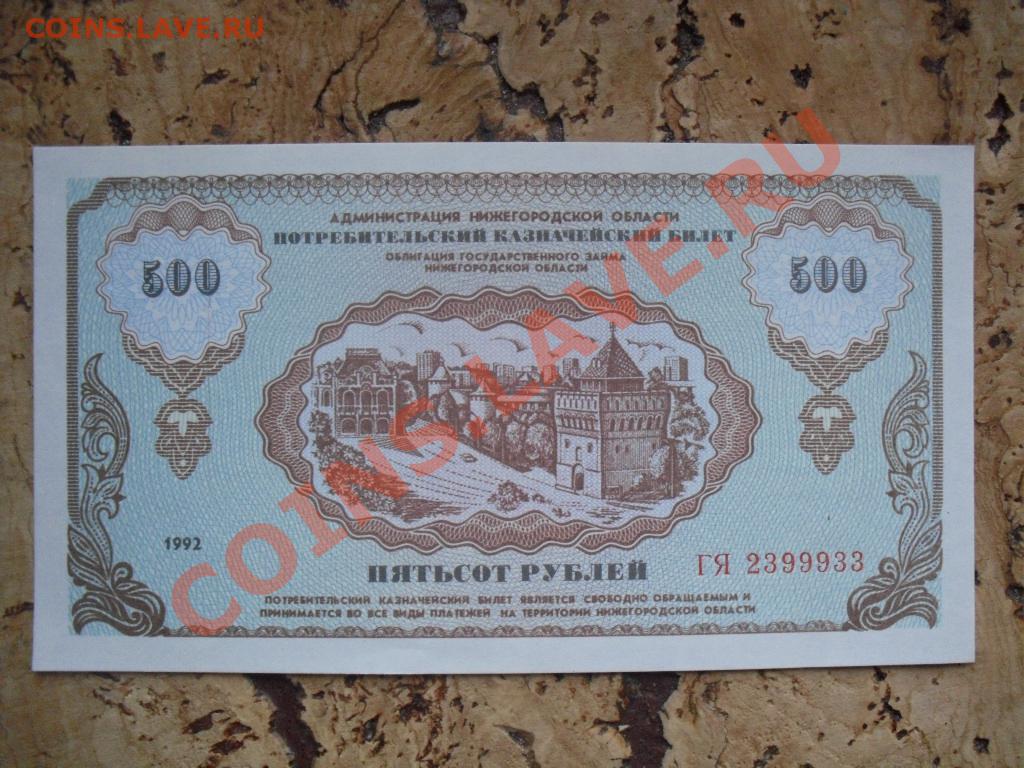 COINS.LAVE.RU
COINS.LAVE.RU
АДМИНИСТРАЦИЯ НИЖЕГОРОДСКОЙ ОБЛАСТИ
ПОТРЕБИТЕЛЬСКИЙ КАЗНАЧЕЙСКИЙ БИЛЕТ
ОБЛИГАЦИЯ ГОСУДАРСТВЕННОГО ЗАЙМА
НИЖЕГОРОДСКОЙ ОБЛАСТИ
500
500
1992
ПЯТЬСОТ РУБЛЕЙ
ГЯ 2399933
ПОТРЕБИТЕЛЬСКИЙ КАЗНАЧЕЙСКИЙ БИЛЕТ ЯВЛЯЕТСЯ СВОБОДНО ОБРАЩАЕМЫМ И
ПРИНИМАЕТСЯ ВО ВСЕ ВИДЫ ПЛАТЕЖЕЙ НА ТЕРРИТОРИИ НИЖЕГОРОДСКОЙ ОБЛАСТИ